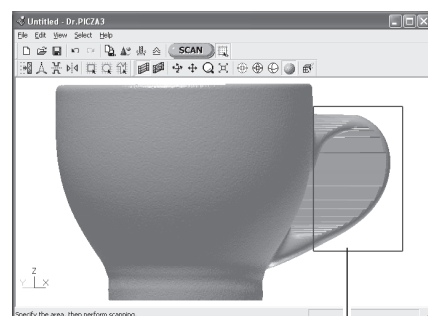 Untitled - Dr.PICZA3
File Edit View Select Help
SCAN
Z
Y X
Specify the area, then perform scanning.